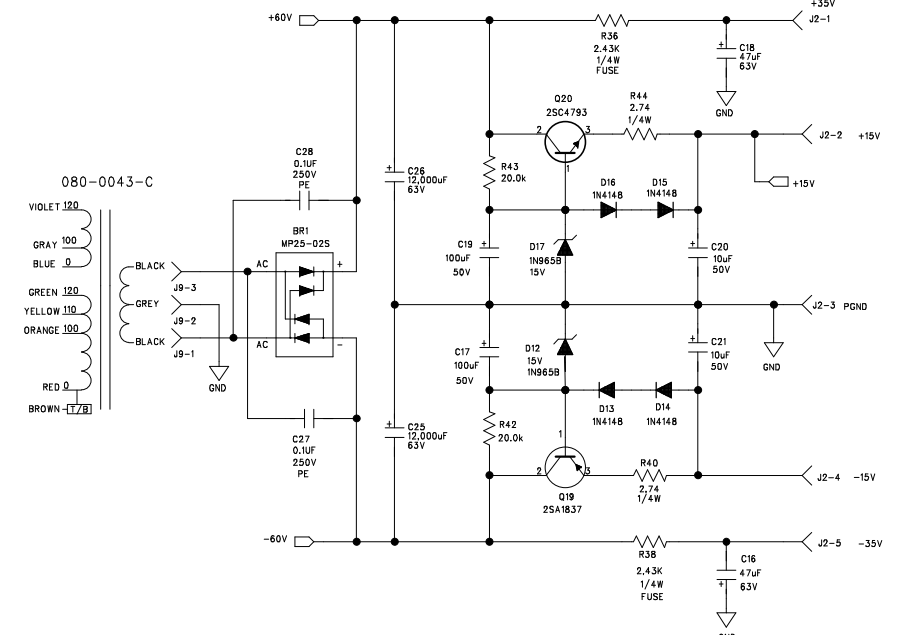 +60V
+35V
J2-1
R36
2.43K
1/4W
FUSE
C18
+
47uF
63V
GND
Q20
2SC4793
2
3
1
R44
2.74
1/4W
J2-2 +15V
+15V
C28
0.1UF
250V
PE
+
C26
12,000uF
63V
R43
20.0k
D16
1N4148
D15
1N4148
080-0043-C
VIOLET 120
GRAY 100
BLUE 0
GREEN 120
YELLOW 110
ORANGE 100
RED 0
BROWN T/B
BLACK
J9-3
GREY
J9-2
BLACK
J9-1
GND
BR1
MP25-02S
AC
+
AC
-
C19
+
100uF
50V
D17
1N965B
15V
+
C20
10uF
50V
J2-3 PGND
GND
C17
+
100uF
50V
D12
15V
1N965B
+
C21
10uF
50V
D13
1N4148
D14
1N4148
C27
0.1UF
250V
PE
+
C25
12,000uF
63V
R42
20.0k
1
2
3
Q19
2SA1837
R40
2.74
1/4W
J2-4 -15V
-60V
R38
2.43K
1/4W
FUSE
J2-5 -35V
C16
47uF
+
63V
GND